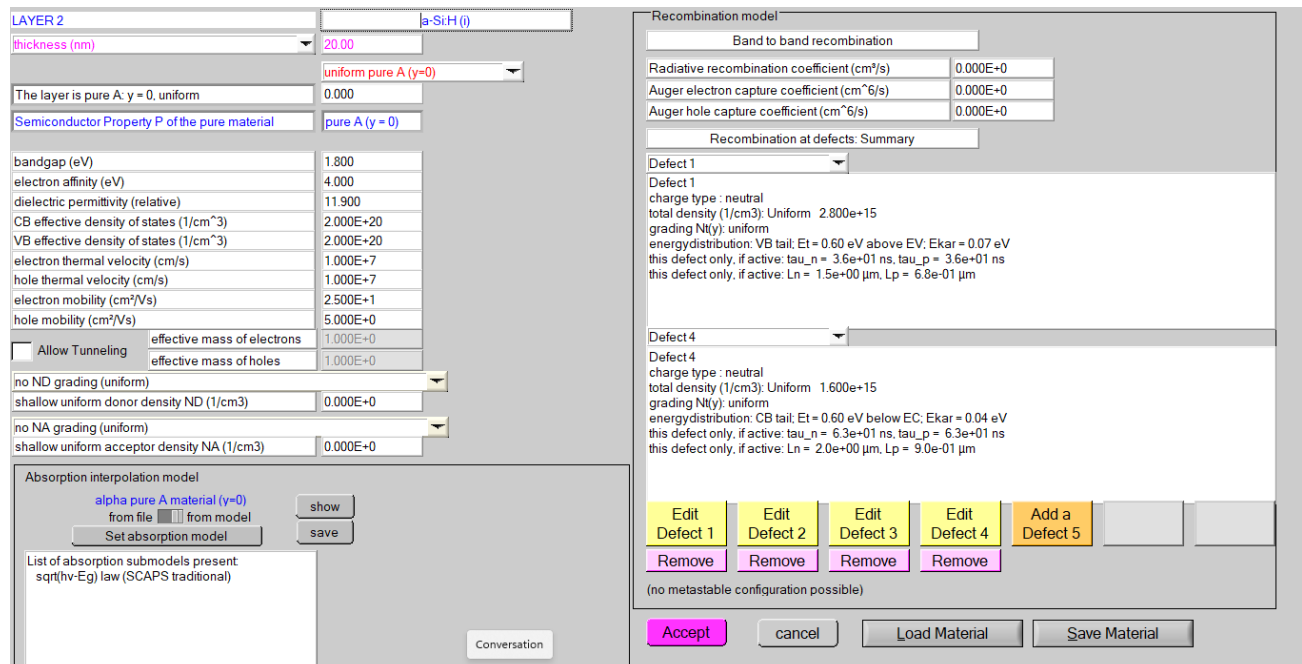 LAYER 2 a-Si:H (i)
thickness (nm) 20.00
uniform pure A (y=0)
The layer is pure A: y = 0, uniform 0.000
Semiconductor Property P of the pure material pure A (y = 0)
bandgap (eV) 1.800
electron affinity (eV) 4.000
dielectric permittivity (relative) 11.900
CB effective density of states (1/cm^3) 2.000E+20
VB effective density of states (1/cm^3) 2.000E+20
electron thermal velocity (cm/s) 1.000E+7
hole thermal velocity (cm/s) 1.000E+7
electron mobility (cm²/Vs) 2.500E+1
hole mobility (cm²/Vs) 5.000E+0
Allow Tunneling
effective mass of electrons 1.000E+0
effective mass of holes 1.000E+0
no ND grading (uniform)
shallow uniform donor density ND (1/cm3) 0.000E+0
no NA grading (uniform)
shallow uniform acceptor density NA (1/cm3) 0.000E+0
Absorption interpolation model
alpha pure A material (y=0)
from file from model
show
Set absorption model
save
List of absorption submodels present:
sqrt(hv-Eg) law (SCAPS traditional)
Conversation
Recombination model
Band to band recombination
Radiative recombination coefficient (cm³/s) 0.000E+0
Auger electron capture coefficient (cm^6/s) 0.000E+0
Auger hole capture coefficient (cm^6/s) 0.000E+0
Recombination at defects: Summary
Defect 1
Defect 1
charge type : neutral
total density (1/cm3): Uniform 2.800e+15
grading Nt(y): uniform
energydistribution: VB tail; Et = 0.60 eV above EV; Ekar = 0.07 eV
this defect only, if active: tau_n = 3.6e+01 ns, tau_p = 3.6e+01 ns
this defect only, if active: Ln = 1.5e+00 µm, Lp = 6.8e-01 µm
Defect 4
Defect 4
charge type : neutral
total density (1/cm3): Uniform 1.600e+15
grading Nt(y): uniform
energydistribution: CB tail; Et = 0.60 eV below EC; Ekar = 0.04 eV
this defect only, if active: tau_n = 6.3e+01 ns, tau_p = 6.3e+01 ns
this defect only, if active: Ln = 2.0e+00 µm, Lp = 9.0e-01 µm
Edit Edit Edit Edit Add a
Defect 1 Defect 2 Defect 3 Defect 4 Defect 5
Remove Remove Remove Remove
(no metastable configuration possible)
Accept cancel Load Material Save Material